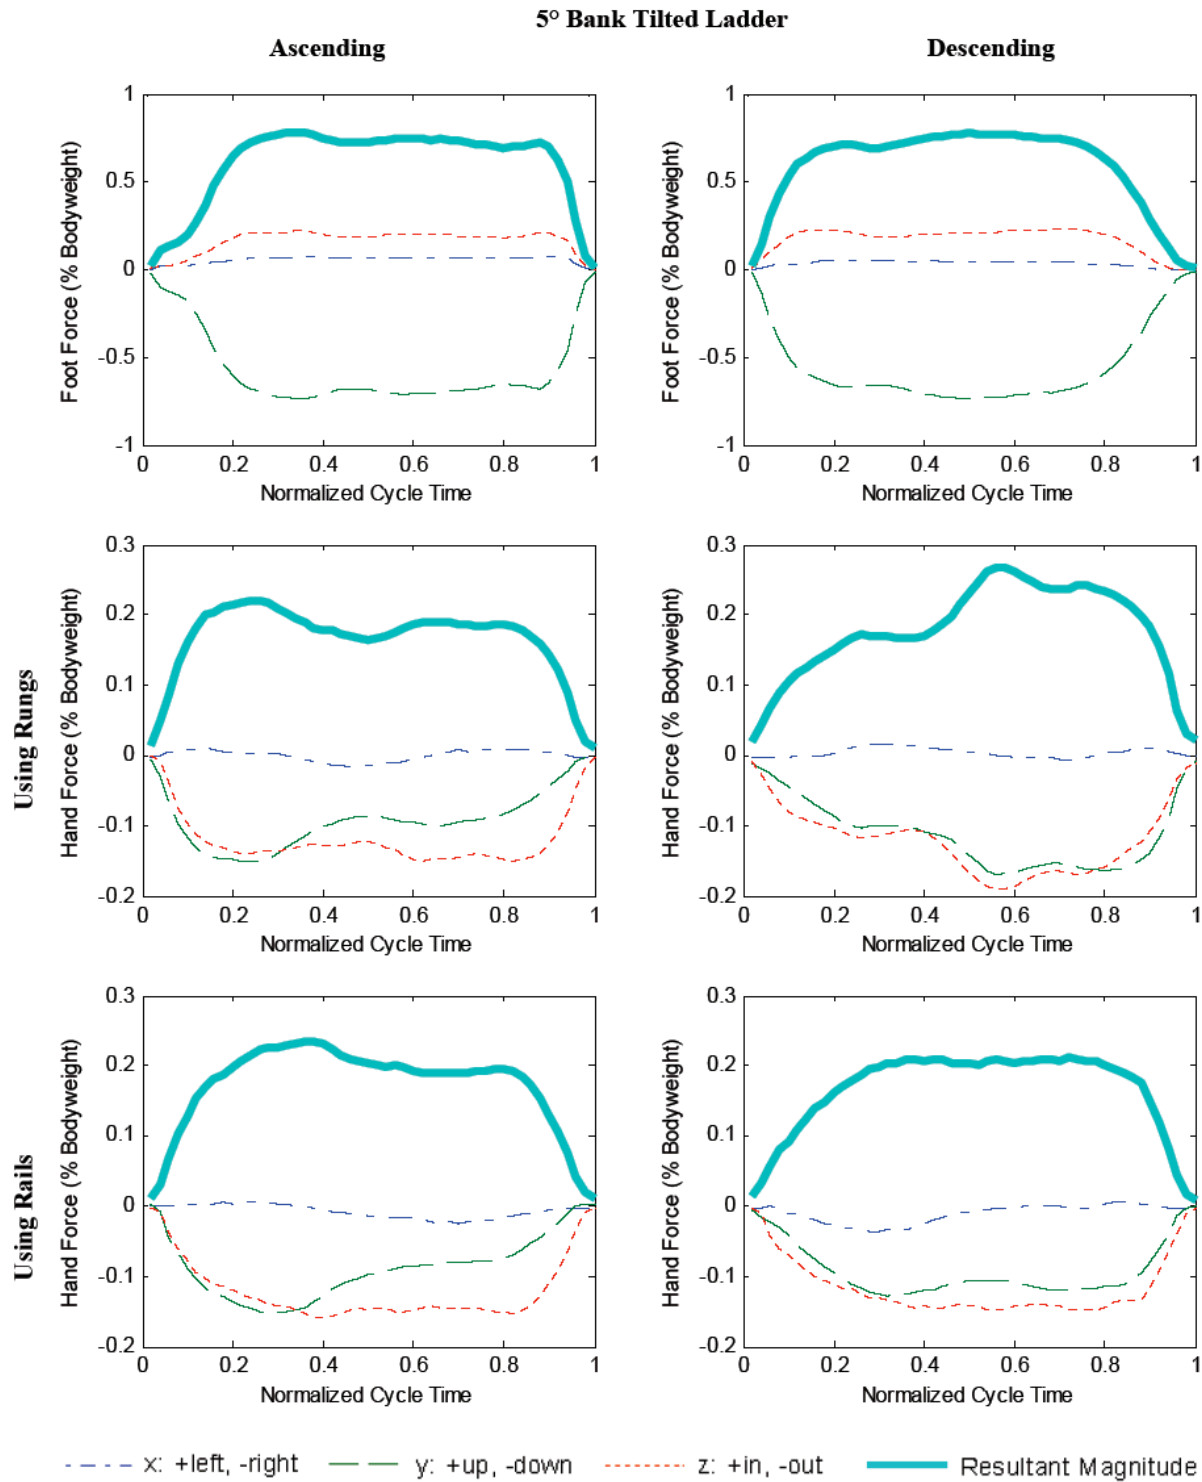 5° Bank Tilted Ladder
Ascending
Descending
1
0.5
0
-0.5
-1
Foot Force (% Bodyweight)
0 0.2 0.4 0.6 0.8 1
Normalized Cycle Time
1
0.5
0
-0.5
-1
Foot Force (% Bodyweight)
0 0.2 0.4 0.6 0.8 1
Normalized Cycle Time
Using Rungs
0.3
0.2
0.1
0
-0.1
-0.2
Hand Force (% Bodyweight)
0 0.2 0.4 0.6 0.8 1
Normalized Cycle Time
0.3
0.2
0.1
0
-0.1
-0.2
Hand Force (% Bodyweight)
0 0.2 0.4 0.6 0.8 1
Normalized Cycle Time
Using Rails
0.3
0.2
0.1
0
-0.1
-0.2
Hand Force (% Bodyweight)
0 0.2 0.4 0.6 0.8 1
Normalized Cycle Time
0.3
0.2
0.1
0
-0.1
-0.2
Hand Force (% Bodyweight)
0 0.2 0.4 0.6 0.8 1
Normalized Cycle Time
x: +left, -right y: +up, -down z: +in, -out Resultant Magnitude